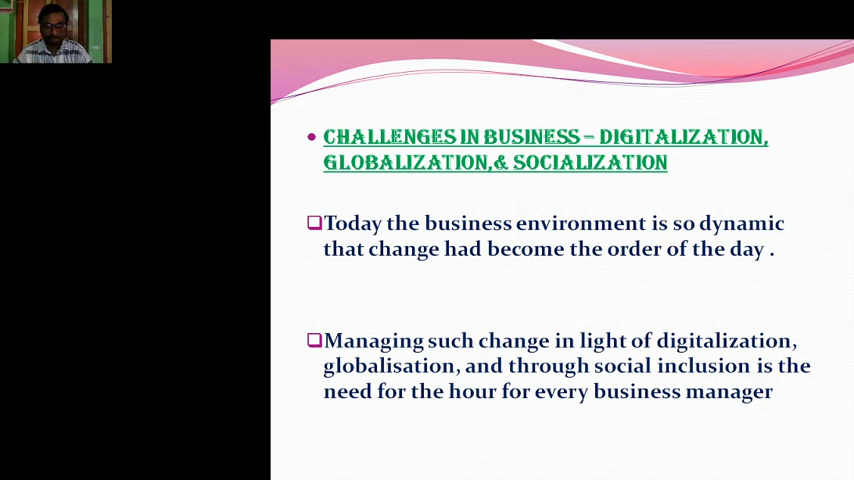 CHALLENGES IN BUSINESS – DIGITALIZATION,
GLOBALIZATION,& SOCIALIZATION
Today the business environment is so dynamic
that change had become the order of the day .
Managing such change in light of digitalization,
globalisation, and through social inclusion is the
need for the hour for every business manager